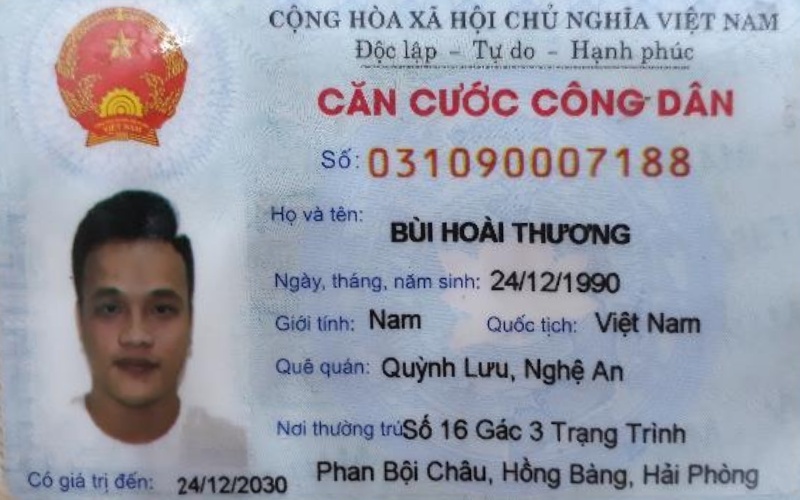 CỘNG HÒA XÃ HỘI CHỦ NGHĨA VIỆT NAM
Độc lập - Tự do - Hạnh phúc
CĂN CƯỚC CÔNG DÂN
Số: 031090007188
Họ và tên: BÙI HOÀI THƯƠNG
Ngày, tháng, năm sinh: 24/12/1990
Giới tính: Nam Quốc tịch: Việt Nam
Quê quán: Quỳnh Lưu, Nghệ An
Nơi thường trú: Số 16 Gác 3 Trạng Trình
Phan Bội Châu, Hồng Bàng, Hải Phòng
Có giá trị đến: 24/12/2030
VIỆT NAM